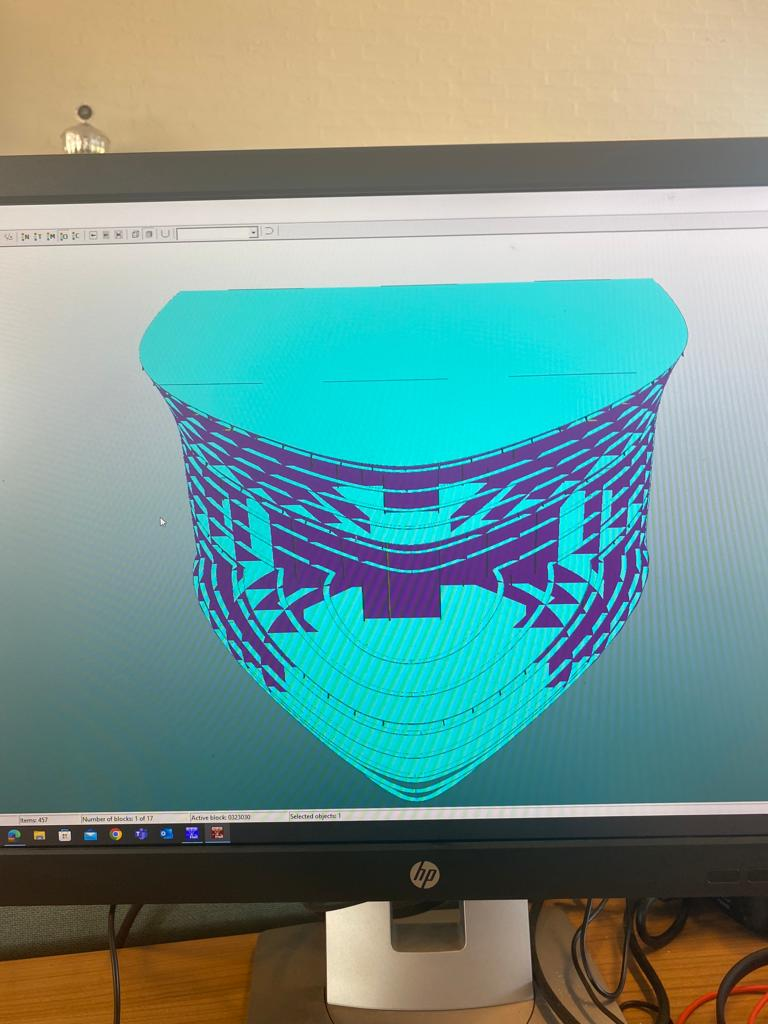 N T M C
Items: 457 Number of blocks: 1 of 17 Active block: 0323030 Selected objects: 1
hp